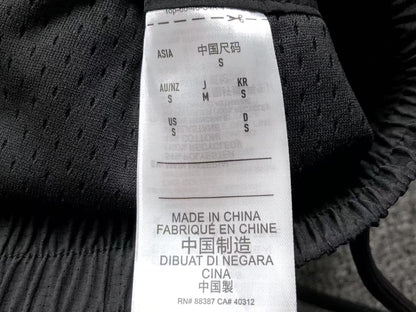 ASIA 中国尺码
S
AU/NZ J KR
S M S
US D
S S
MADE IN CHINA
FABRIQUÉ EN CHINE
中国制造
DIBUAT DI NEGARA
CINA
中国製
RN# 88387 CA# 40312